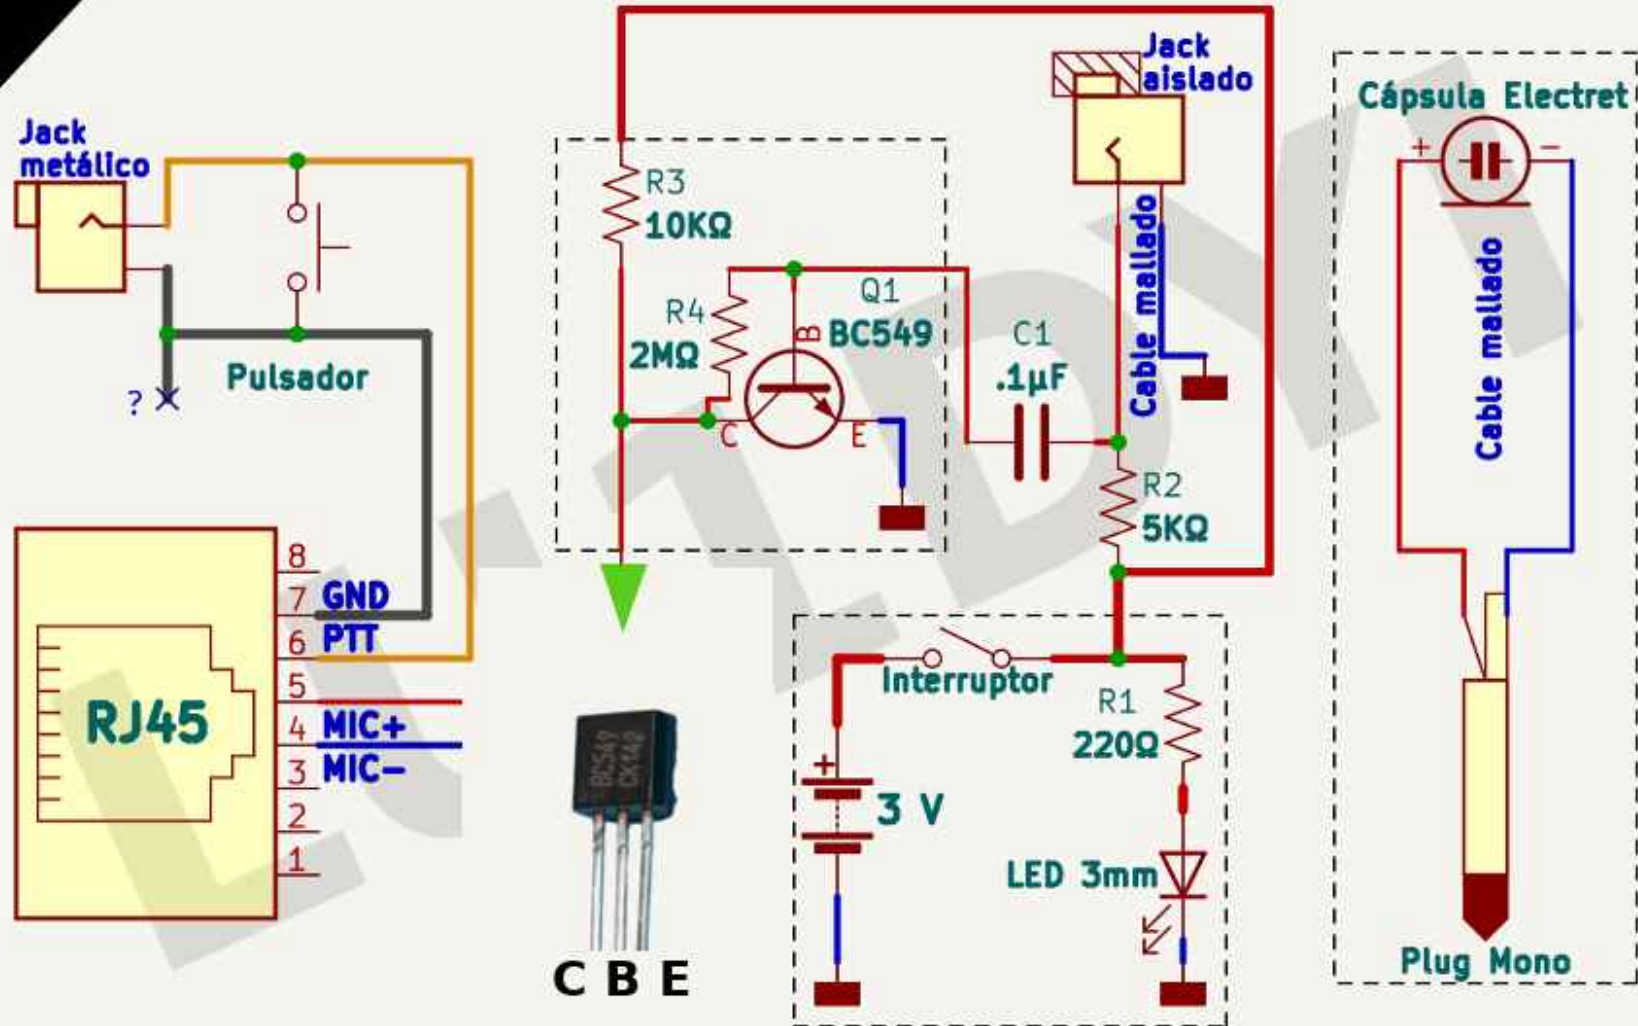 Jack
metálico
?
Pulsador
RJ45
8
7
GND
6
PTT
5
4
MIC+
3
MIC-
2
1
R3
10KΩ
R4
2MΩ
Q1
BC549
B
C
E
C1
.1µF
Jack
aislado
Cable mallado
R2
5KΩ
BC549
CK142
C B E
Interruptor
+
3 V
R1
220Ω
LED 3mm
Cápsula Electret
+
-
Cable mallado
Plug Mono